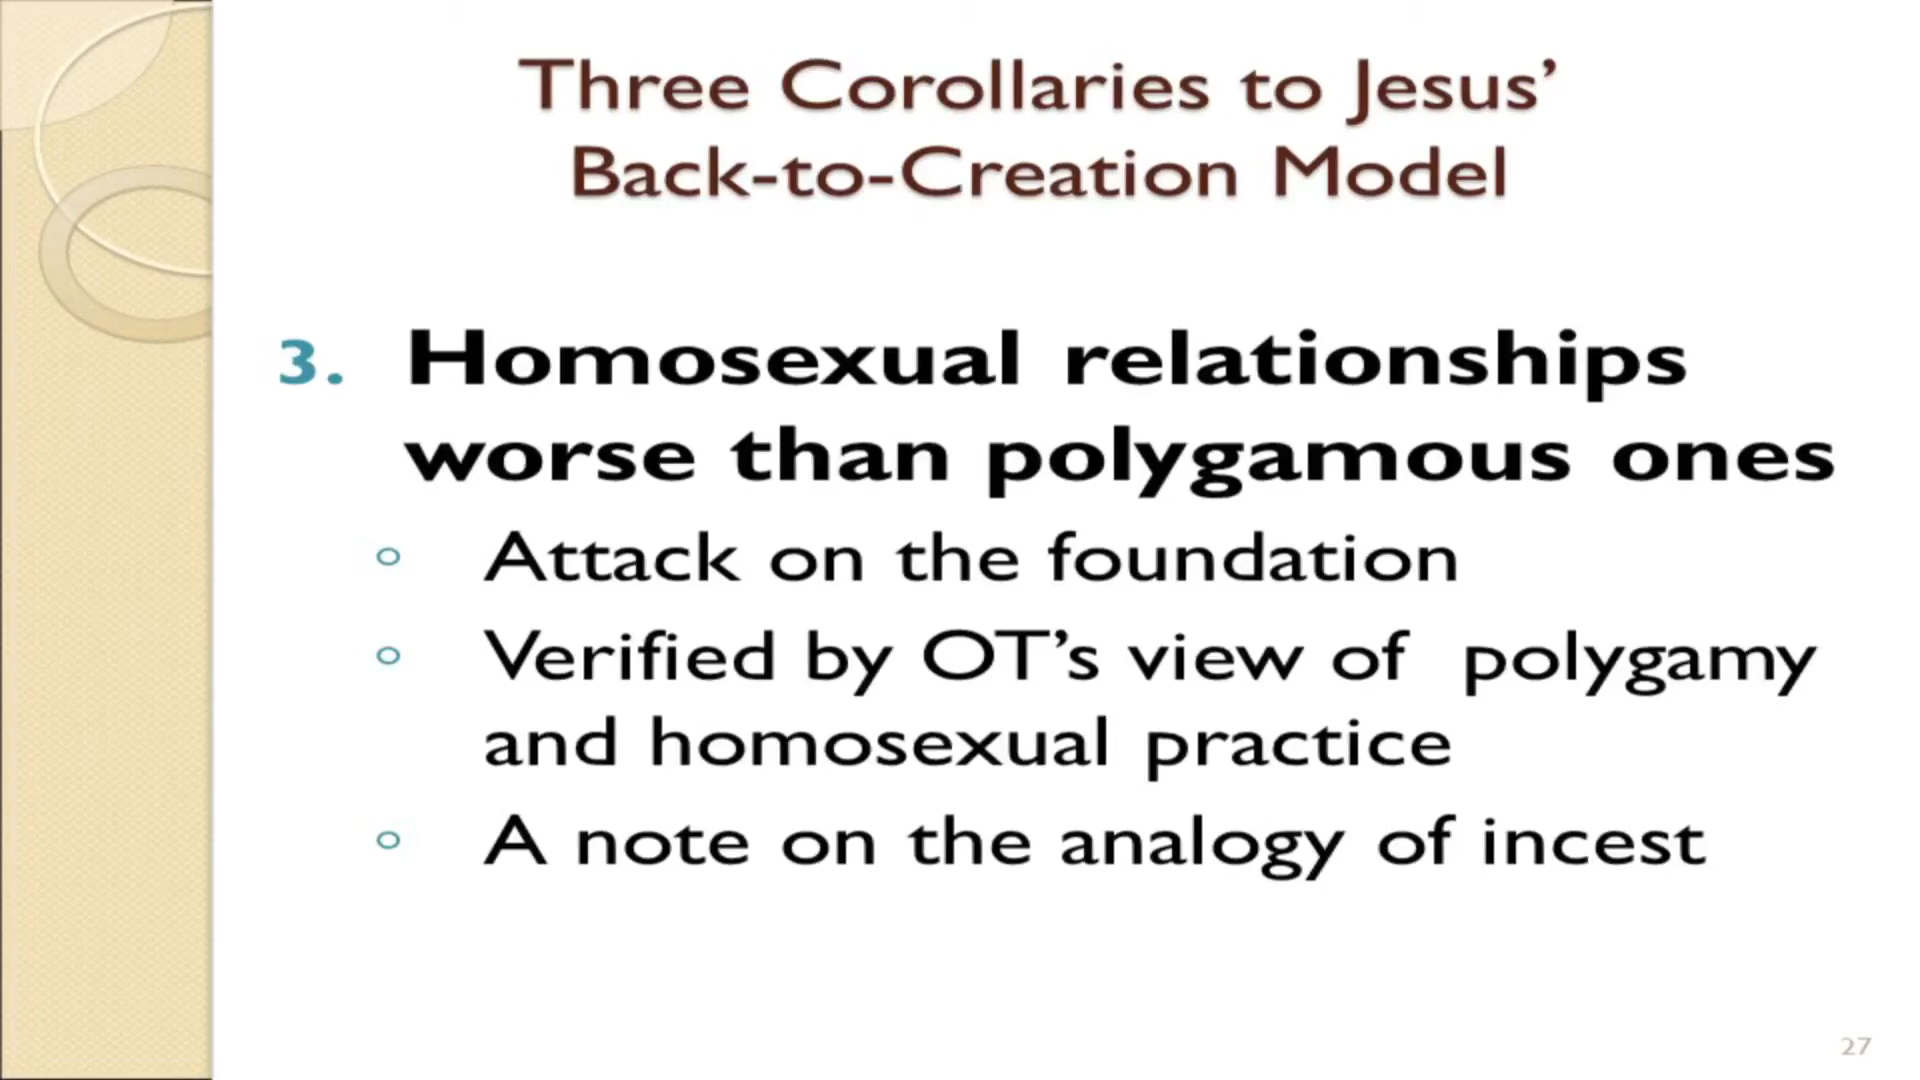 Three Corollaries to Jesus’
Back-to-Creation Model
3. Homosexual relationships
worse than polygamous ones
◦ Attack on the foundation
◦ Verified by OT’s view of polygamy
and homosexual practice
◦ A note on the analogy of incest
27